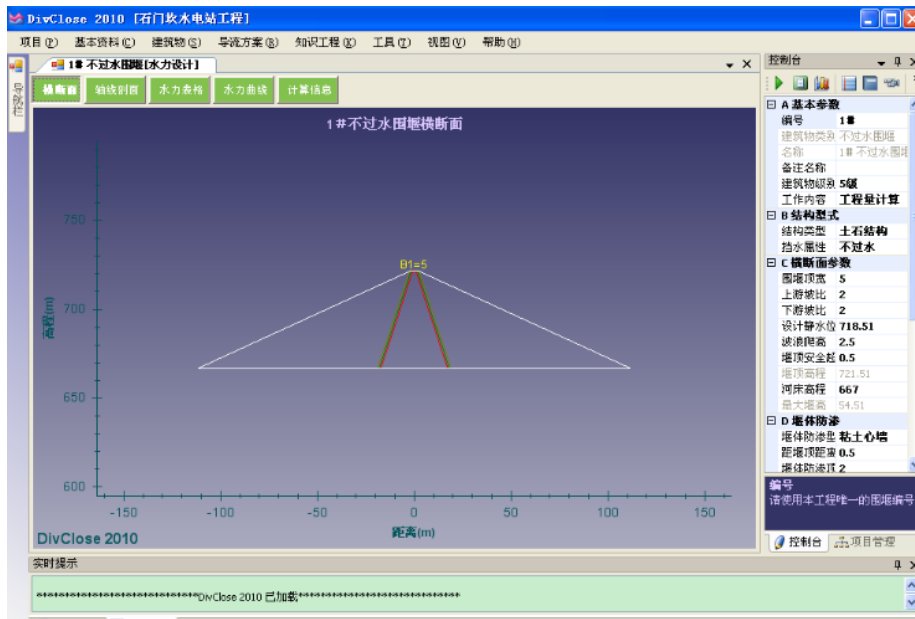 DivClose 2010 [石门坎水电站工程]
项目(P) 基本资料(C) 建筑物(S) 导流方案(R) 知识工程(K) 工具(T) 视图(V) 帮助(H)
1# 不过水围堰[水力设计]
导航栏
横断面 轴线剖面 水力表格 水力曲线 计算信息
1#不过水围堰横断面
B1=5
高程(m)
750
700
650
600
-150 -100 -50 0 50 100 150
距离(m)
DivClose 2010
控制台
A 基本参数
编号 1#
建筑物类别 不过水围堰
名称 1# 不过水围堰
备注名称
建筑物级别 5级
工作内容 工程量计算
B 结构型式
结构类型 土石结构
挡水属性 不过水
C 横断面参数
围堰顶宽 5
上游坡比 2
下游坡比 2
设计静水位 718.51
波浪爬高 2.5
堰顶安全超 0.5
堰顶高程 721.51
河床高程 667
最大堰高 54.51
D 堰体防渗
堰体防渗型 粘土心墙
距堰顶距离 0.5
堰体防渗顶 2
编号
请使用本工程唯一的围堰编号
控制台 项目管理
实时提示
****************************DivClose 2010 已加载****************************